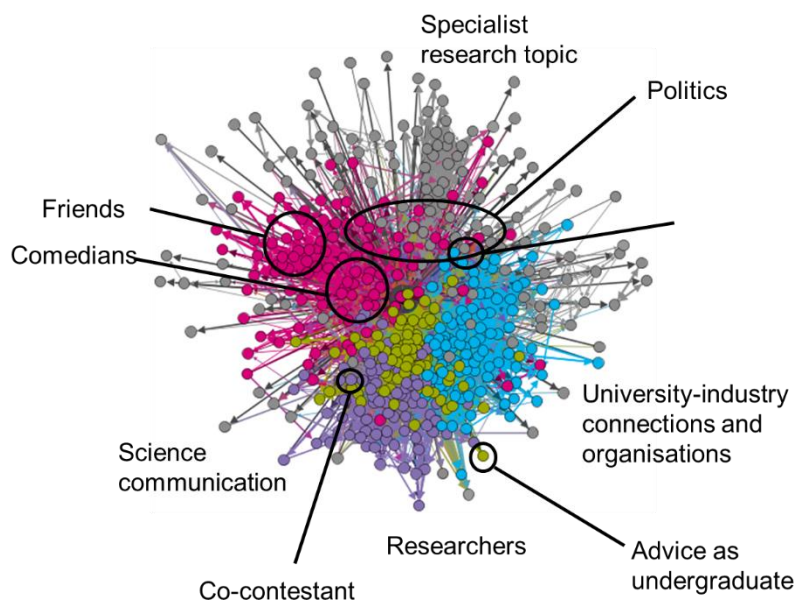 Specialist
research topic
Politics
Friends
Comedians
University-industry
connections and
organisations
Science
communication
Researchers
Advice as
undergraduate
Co-contestant